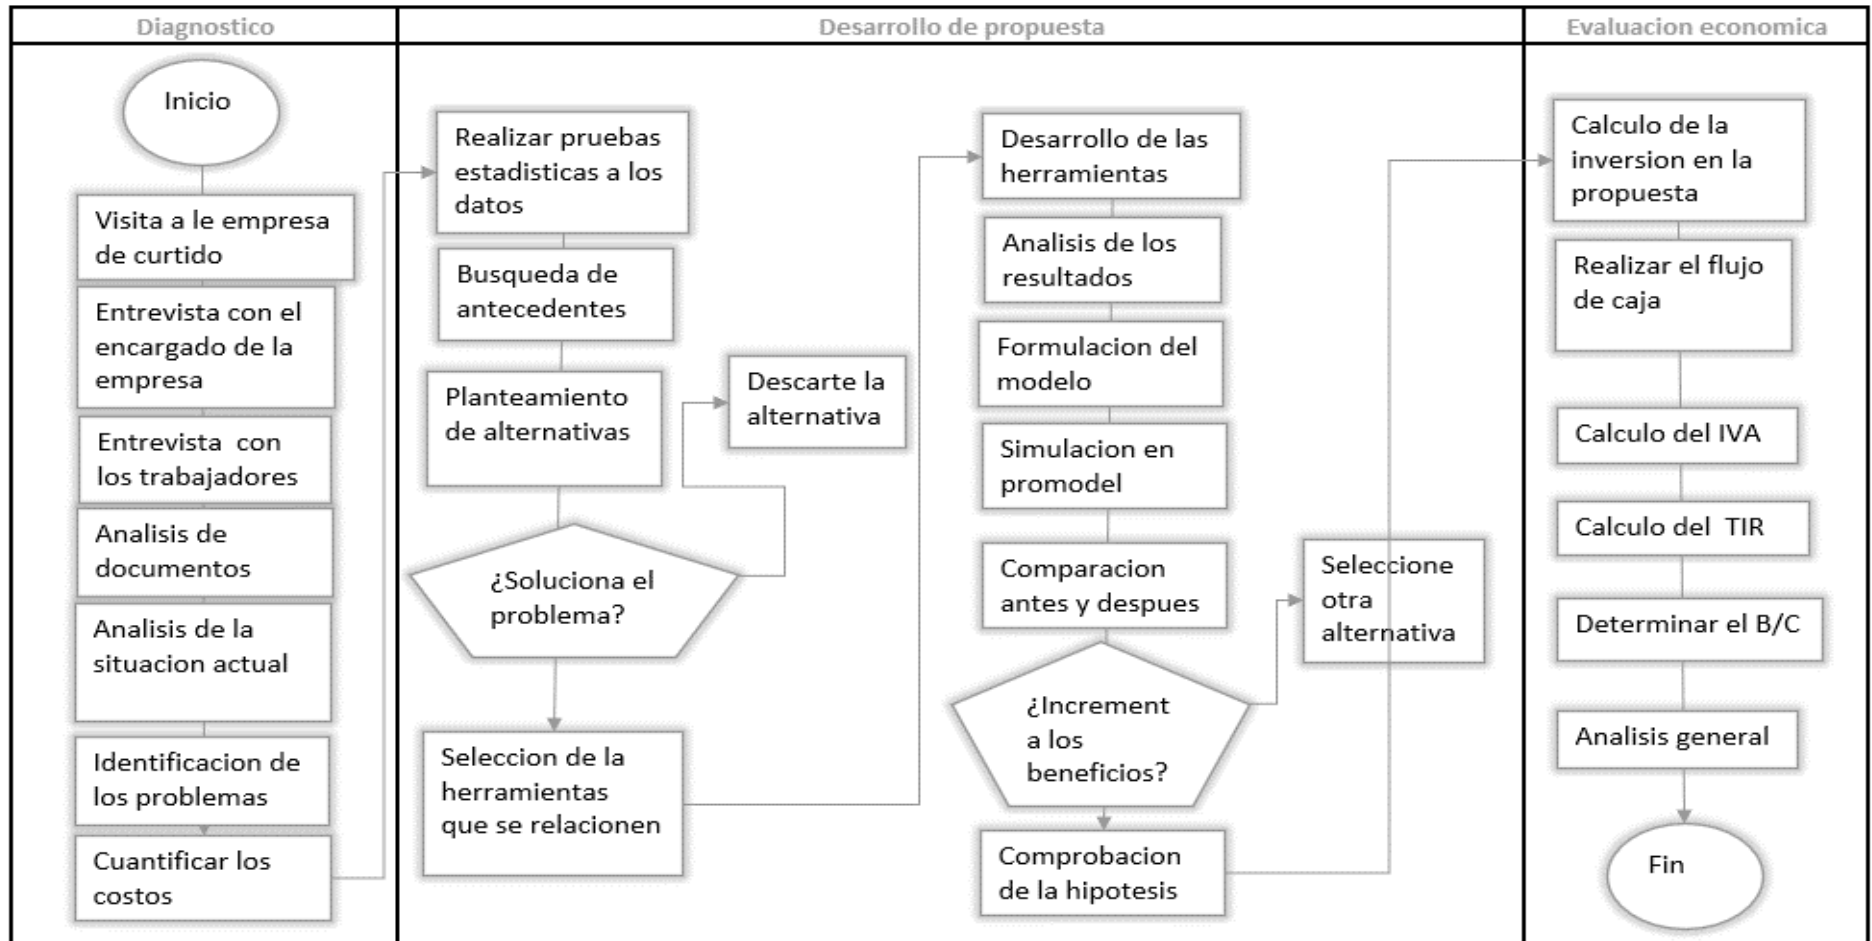 Diagnostico
Desarrollo de propuesta
Evaluacion economica
Inicio
Visita a le empresa
de curtido
Entrevista con el
encargado de la
empresa
Entrevista con
los trabajadores
Analisis de
documentos
Analisis de la
situacion actual
Identificacion de
los problemas
Cuantificar los
costos
Realizar pruebas
estadisticas a los
datos
Busqueda de
antecedentes
Planteamiento
de alternativas
Descarte la
alternativa
¿Soluciona el
problema?
Seleccion de la
herramientas
que se relacionen
Desarrollo de las
herramientas
Analisis de los
resultados
Formulacion del
modelo
Simulacion en
promodel
Comparacion
antes y despues
Seleccione
otra
alternativa
¿Increment
a los
beneficios?
Comprobacion
de la hipotesis
Calculo de la
inversion en la
propuesta
Realizar el flujo
de caja
Calculo del IVA
Calculo del TIR
Determinar el B/C
Analisis general
Fin